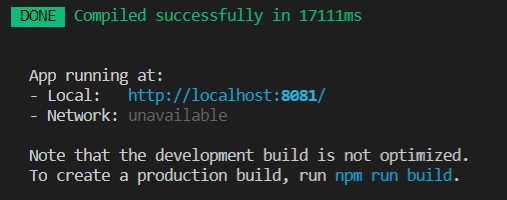 DONE Compiled successfully in 17111ms
App running at:
- Local: http://localhost:8081/
- Network: unavailable
Note that the development build is not optimized.
To create a production build, run npm run build.